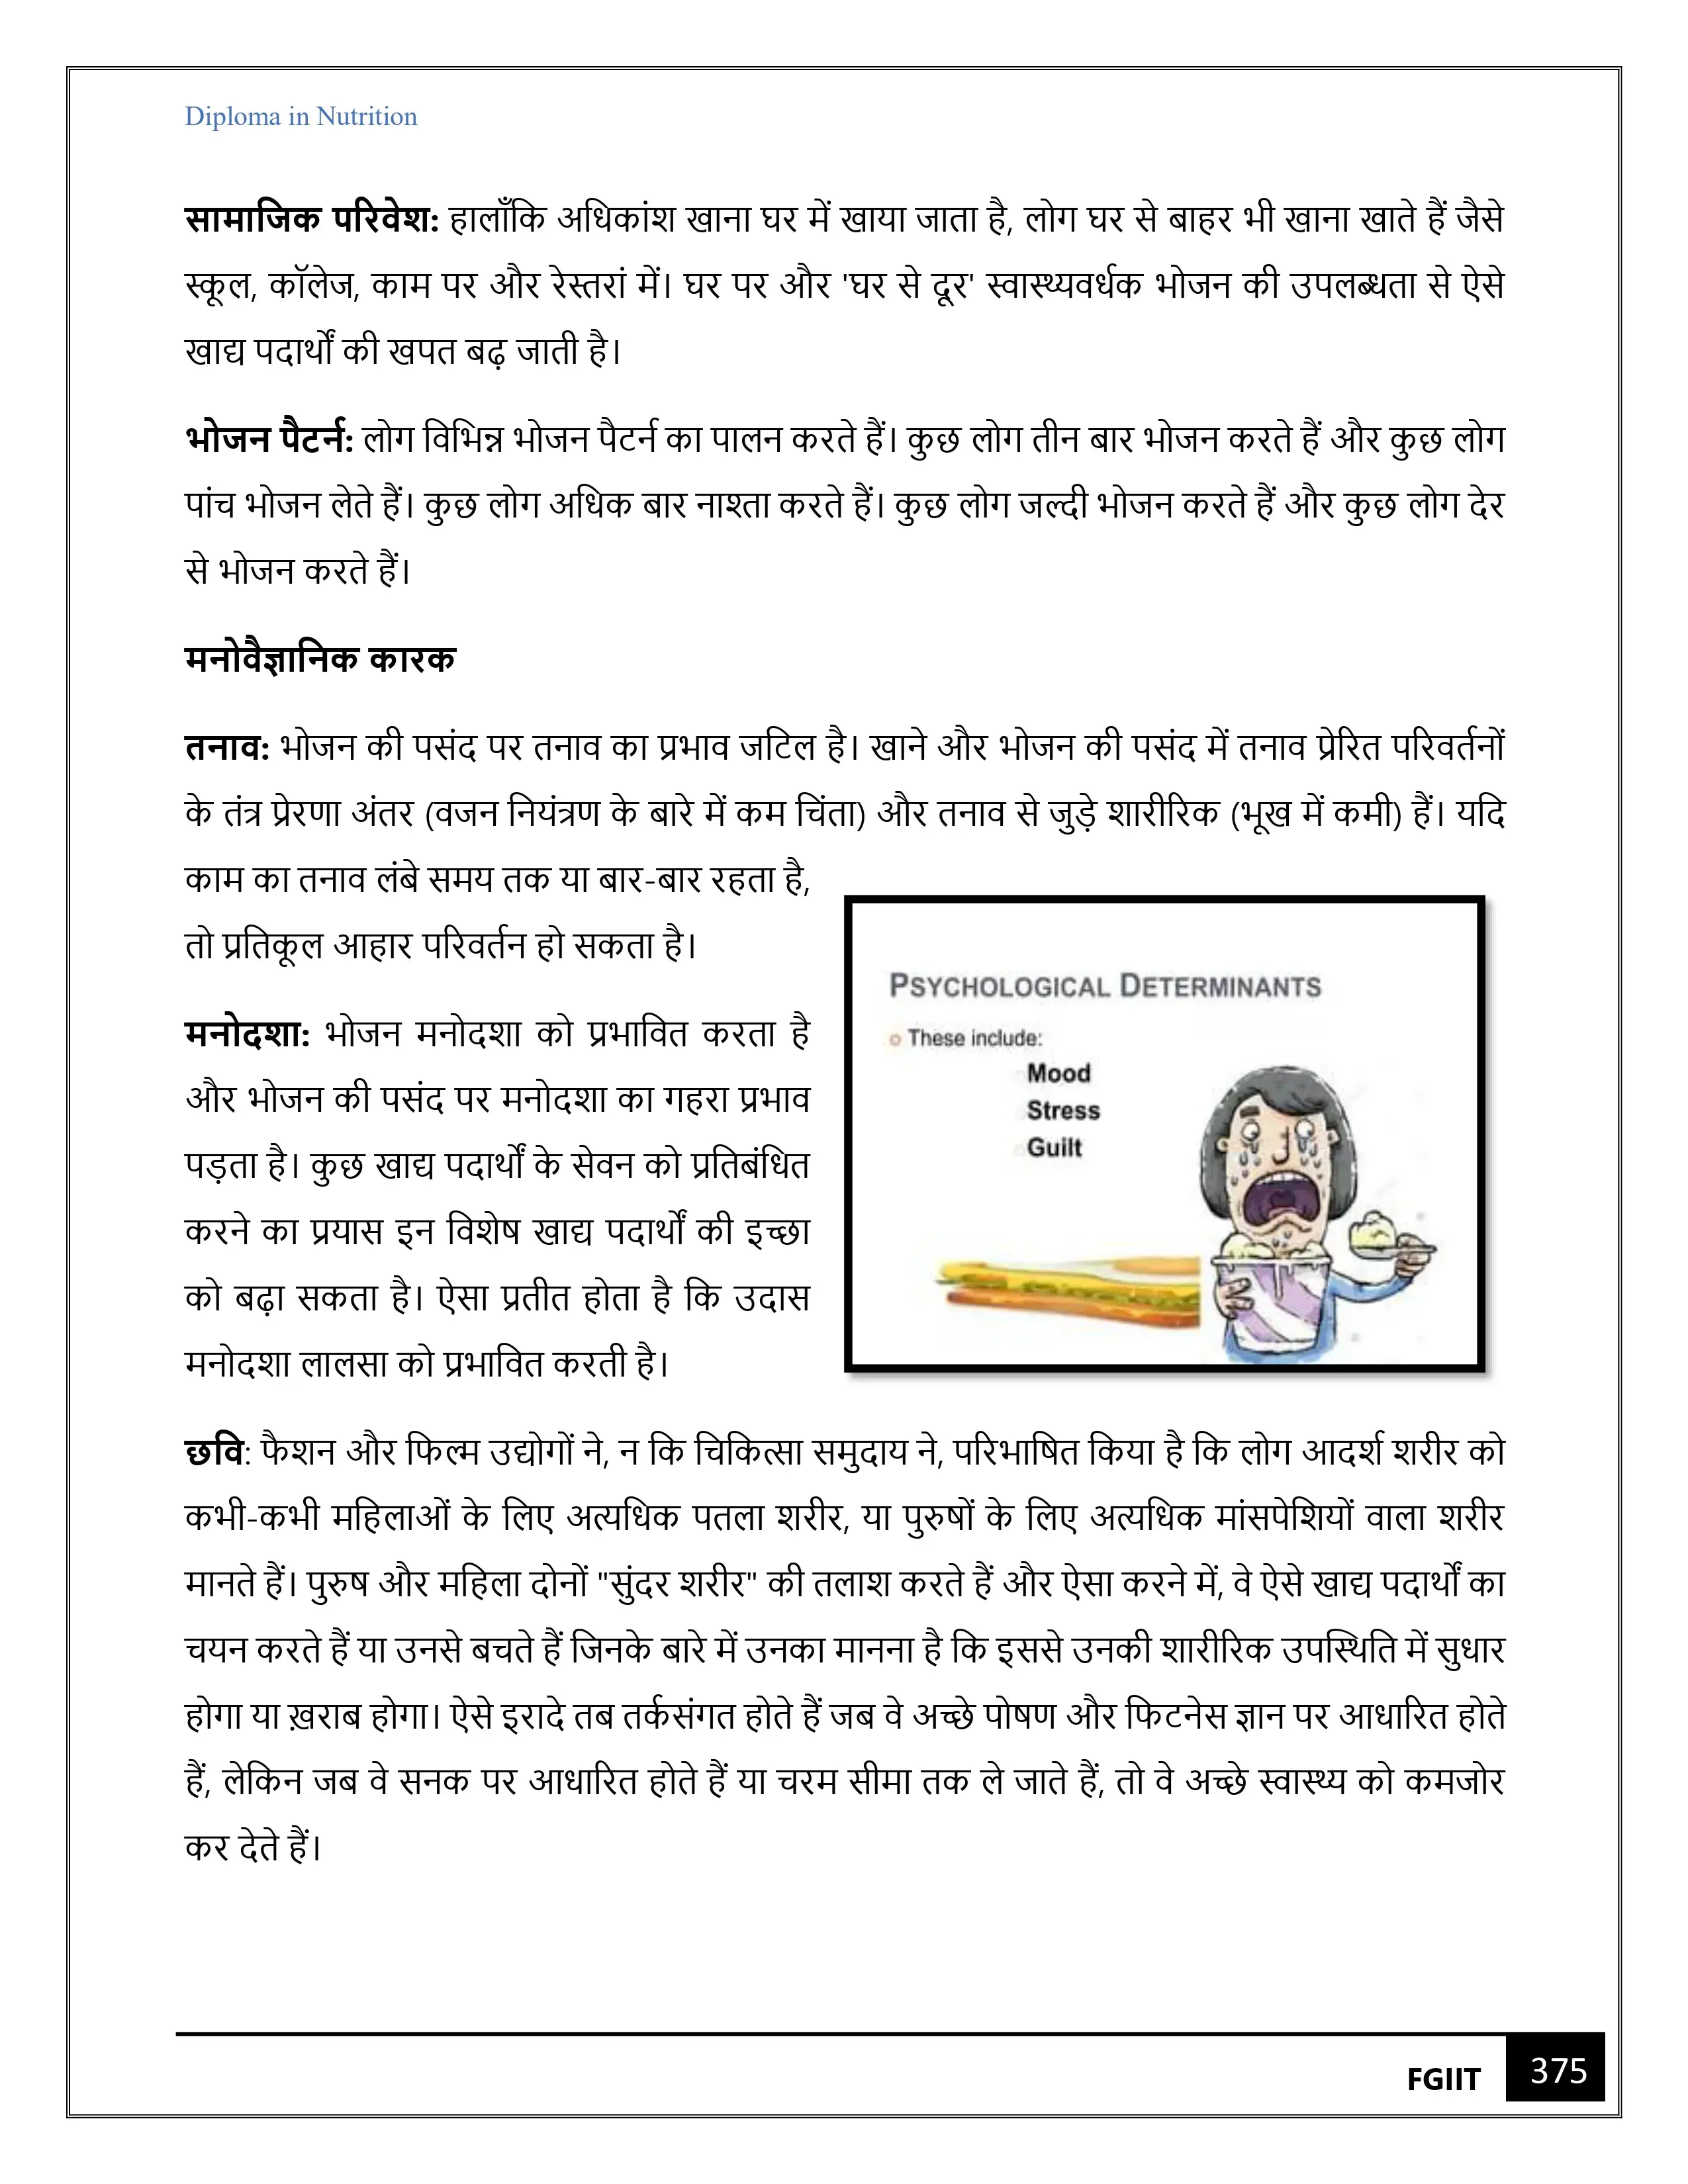 Diploma in Nutrition
सामाजिक परिवेश: हालाँकि अधिकांश खाना घर में खाया जाता है, लोग घर से बाहर भी खाना खाते हैं जैसे
स्कूल, कॉलेज, काम पर और रेस्तरां में। घर पर और 'घर से दूर' स्वास्थ्यवर्धक भोजन की उपलब्धता से ऐसे
खाद्य पदार्थों की खपत बढ़ जाती है।
भोजन पैटर्न: लोग विभिन्न भोजन पैटर्न का पालन करते हैं। कुछ लोग तीन बार भोजन करते हैं और कुछ लोग
पांच भोजन लेते हैं। कुछ लोग अधिक बार नाश्ता करते हैं। कुछ लोग जल्दी भोजन करते हैं और कुछ लोग देर
से भोजन करते हैं।
मनोवैज्ञानिक कारक
तनाव: भोजन की पसंद पर तनाव का प्रभाव जटिल है। खाने और भोजन की पसंद में तनाव प्रेरित परिवर्तनों
के तंत्र प्रेरणा अंतर (वजन नियंत्रण के बारे में कम चिंता) और तनाव से जुड़े शारीरिक (भूख में कमी) हैं। यदि
काम का तनाव लंबे समय तक या बार-बार रहता है,
तो प्रतिकूल आहार परिवर्तन हो सकता है।
मनोदशा: भोजन मनोदशा को प्रभावित करता है
और भोजन की पसंद पर मनोदशा का गहरा प्रभाव
पड़ता है। कुछ खाद्य पदार्थों के सेवन को प्रतिबंधित
करने का प्रयास इन विशेष खाद्य पदार्थों की इच्छा
को बढ़ा सकता है। ऐसा प्रतीत होता है कि उदास
मनोदशा लालसा को प्रभावित करती है।
PSYCHOLOGICAL DETERMINANTS
These include:
Mood
Stress
Guilt
छवि: फैशन और फिल्म उद्योगों ने, न कि चिकित्सा समुदाय ने, परिभाषित किया है कि लोग आदर्श शरीर को
कभी-कभी महिलाओं के लिए अत्यधिक पतला शरीर, या पुरुषों के लिए अत्यधिक मांसपेशियों वाला शरीर
मानते हैं। पुरुष और महिला दोनों "सुंदर शरीर" की तलाश करते हैं और ऐसा करने में, वे ऐसे खाद्य पदार्थों का
चयन करते हैं या उनसे बचते हैं जिनके बारे में उनका मानना है कि इससे उनकी शारीरिक उपस्थिति में सुधार
होगा या ख़राब होगा। ऐसे इरादे तब तर्कसंगत होते हैं जब वे अच्छे पोषण और फिटनेस ज्ञान पर आधारित होते
हैं, लेकिन जब वे सनक पर आधारित होते हैं या चरम सीमा तक ले जाते हैं, तो वे अच्छे स्वास्थ्य को कमजोर
कर देते हैं।
FGIIT 375